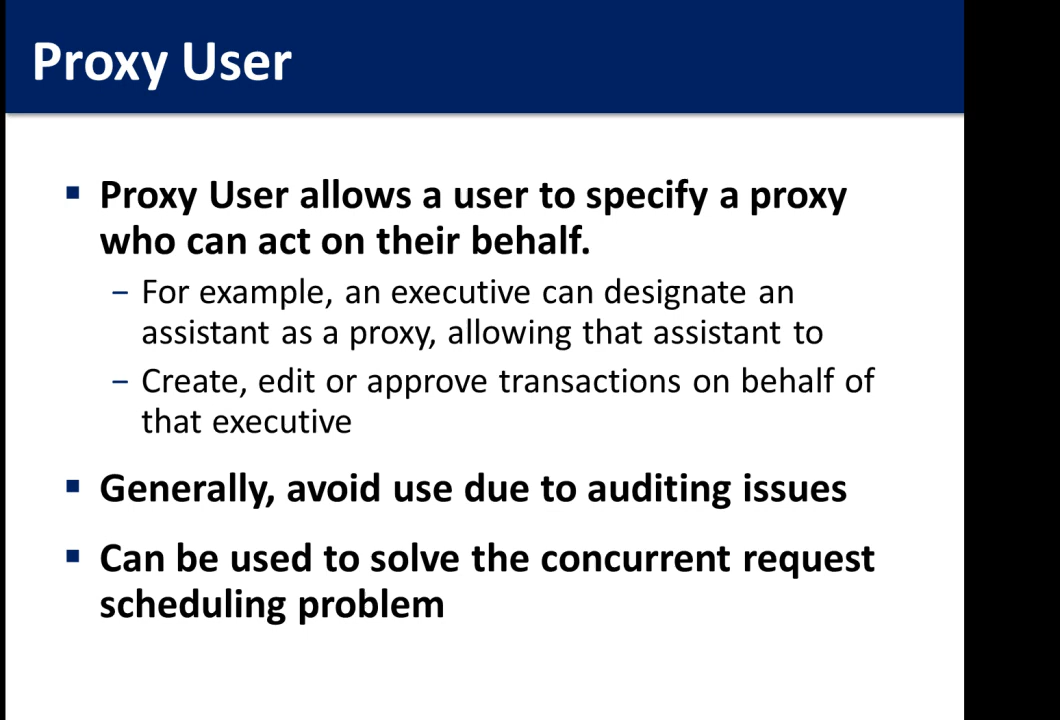 Proxy User
▪ Proxy User allows a user to specify a proxy
who can act on their behalf.
– For example, an executive can designate an
assistant as a proxy, allowing that assistant to
– Create, edit or approve transactions on behalf of
that executive
▪ Generally, avoid use due to auditing issues
▪ Can be used to solve the concurrent request
scheduling problem